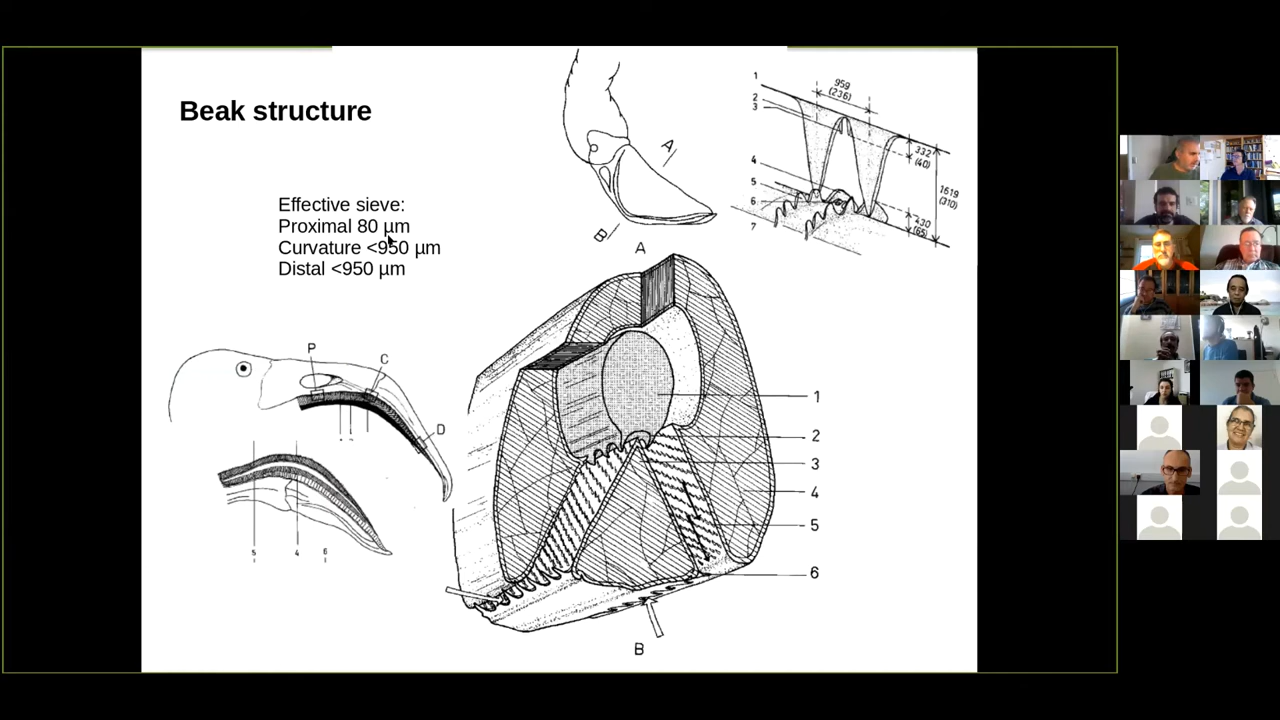 Beak structure
Effective sieve:
Proximal 80 µm
Curvature <950 µm
Distal <950 µm
A
B
1
2
3
4
5
6
7
959
(236)
332
(40)
1619
(310)
430
(65)
P
C
D
5
4
6
A
1
2
3
4
5
6
B